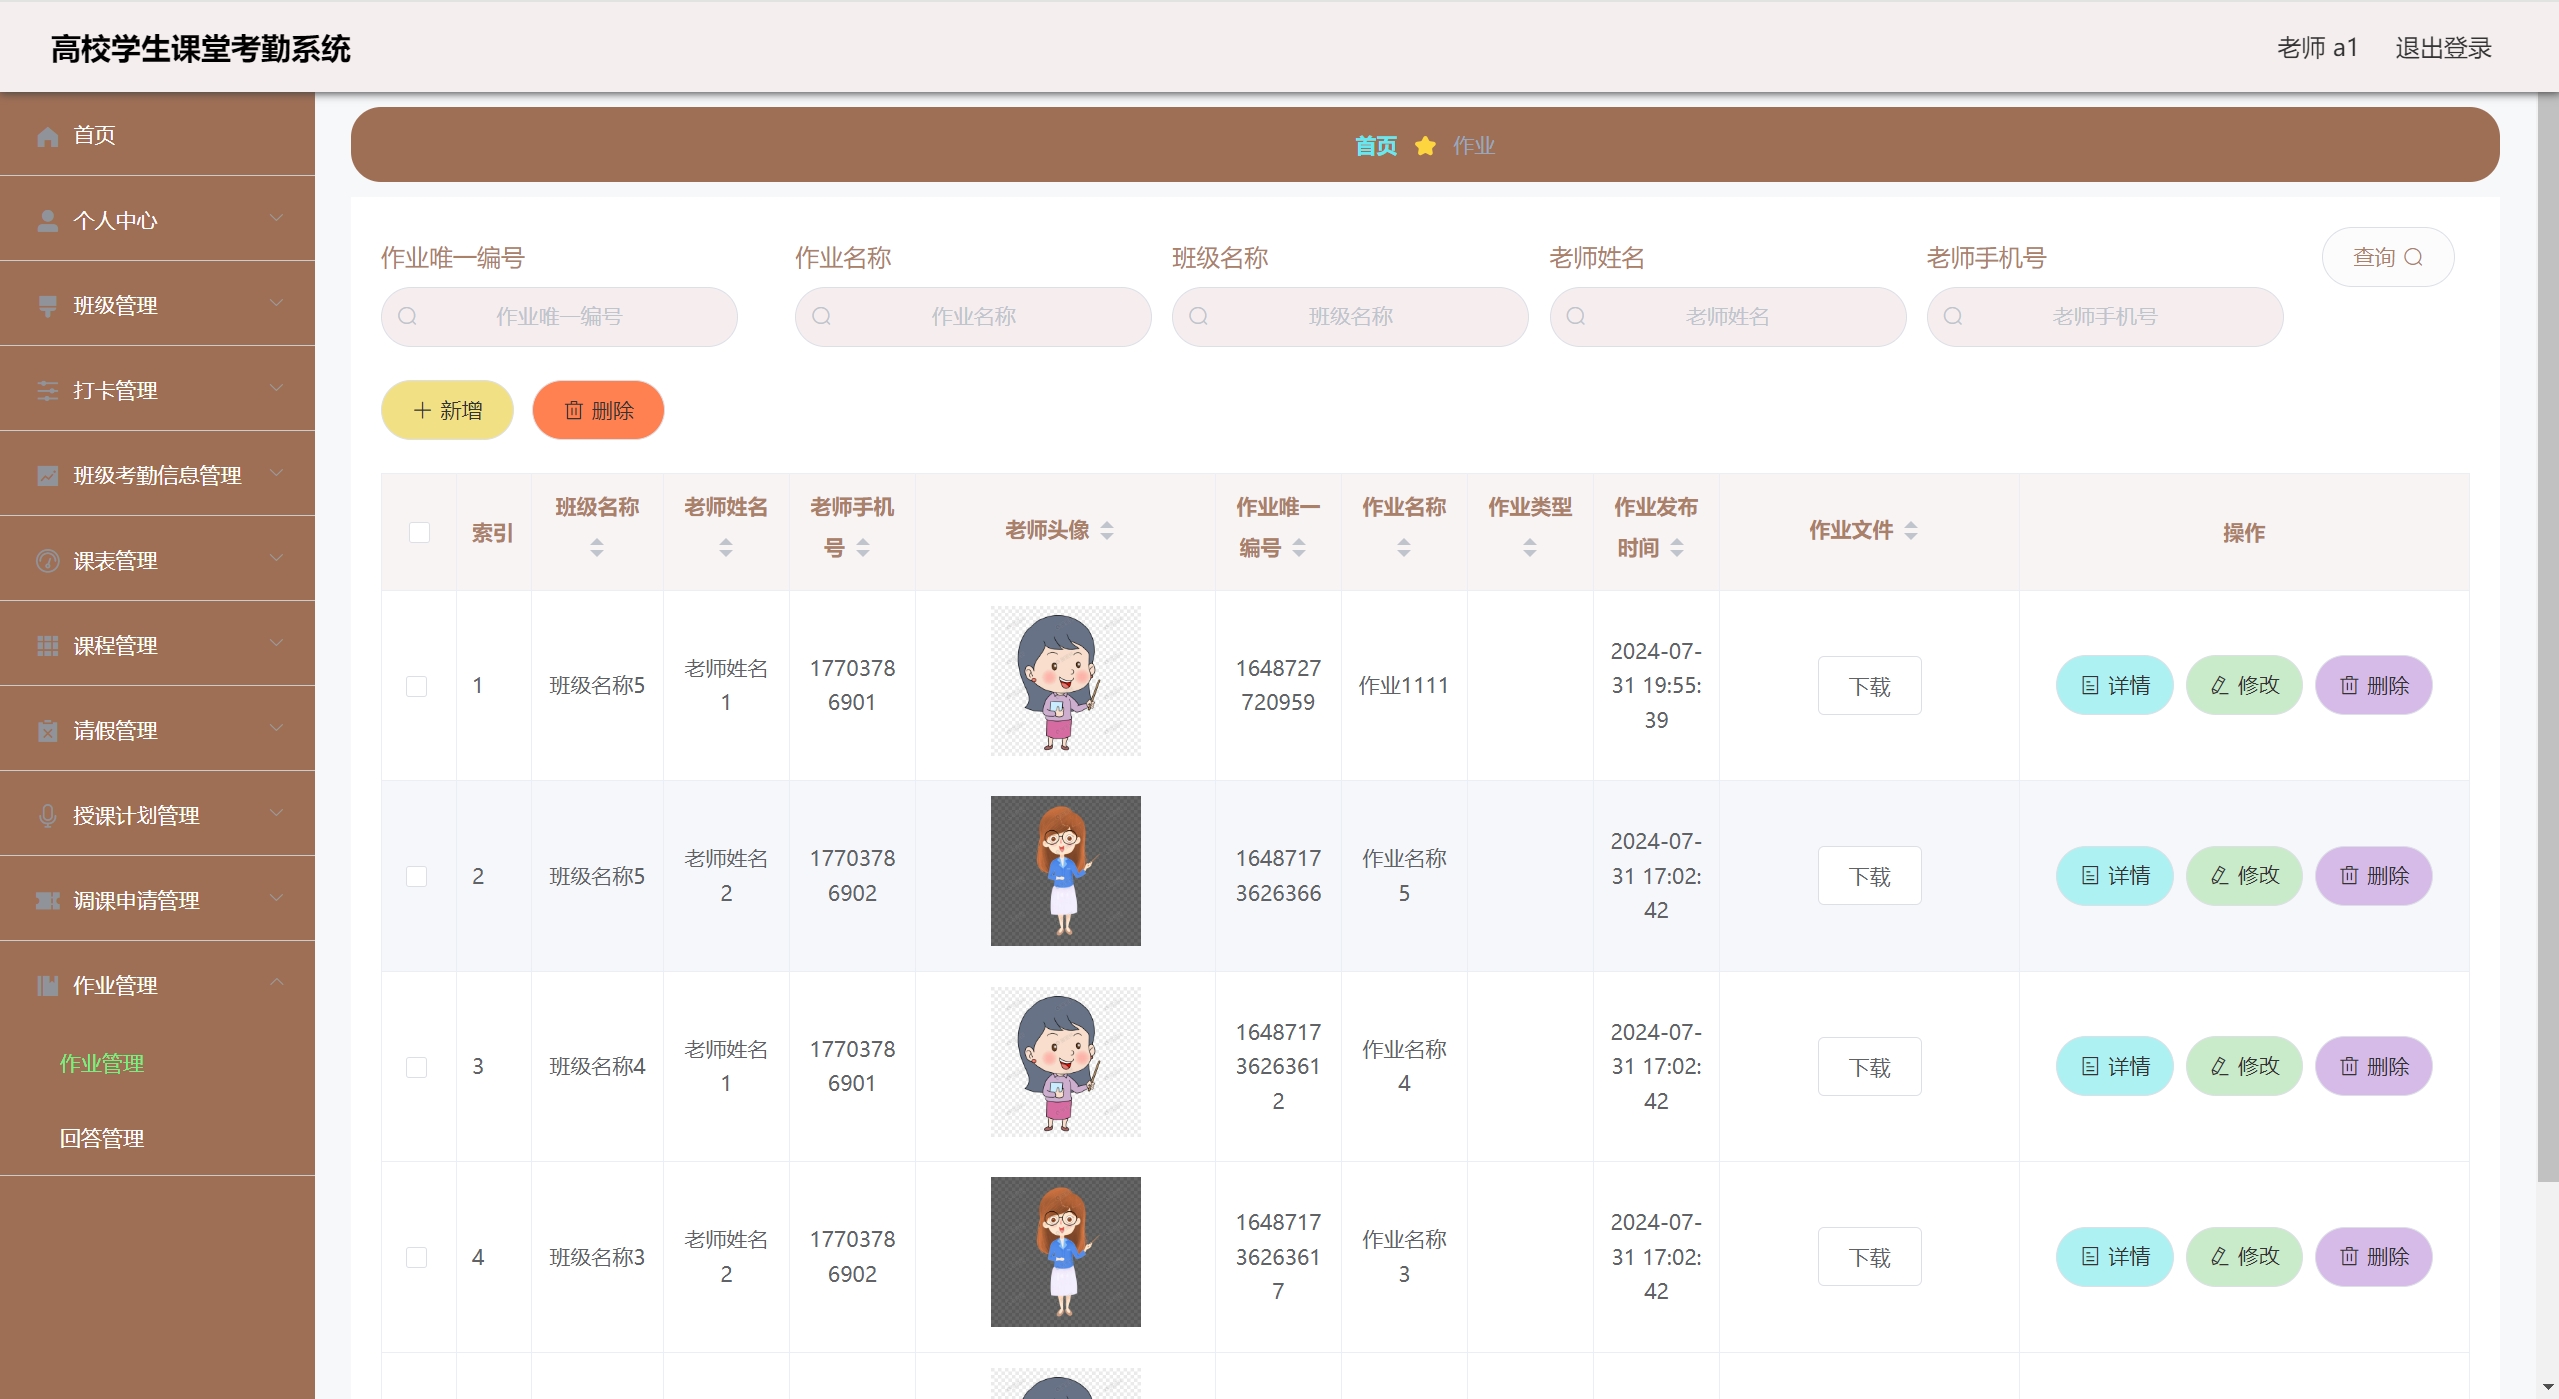 高校学生课堂考勤系统
老师 a1 退出登录
首页
个人中心
班级管理
打卡管理
班级考勤信息管理
课表管理
课程管理
请假管理
授课计划管理
调课申请管理
作业管理
作业管理
回答管理
首页 作业
作业唯一编号 作业名称 班级名称 老师姓名 老师手机号 查询
作业唯一编号 作业名称 班级名称 老师姓名 老师手机号
新增 删除
索引 班级名称 老师姓名 老师手机号 老师头像 作业唯一编号 作业名称 作业类型 作业发布时间 作业文件 操作
1 班级名称5 老师姓名1 17703786901 1648727720959 作业1111 2024-07-31 19:55:39 下载 详情 修改 删除
2 班级名称5 老师姓名2 17703786902 16487173626366 作业名称5 2024-07-31 17:02:42 下载 详情 修改 删除
3 班级名称4 老师姓名1 17703786901 164871736263612 作业名称4 2024-07-31 17:02:42 下载 详情 修改 删除
4 班级名称3 老师姓名2 17703786902 164871736263617 作业名称3 2024-07-31 17:02:42 下载 详情 修改 删除